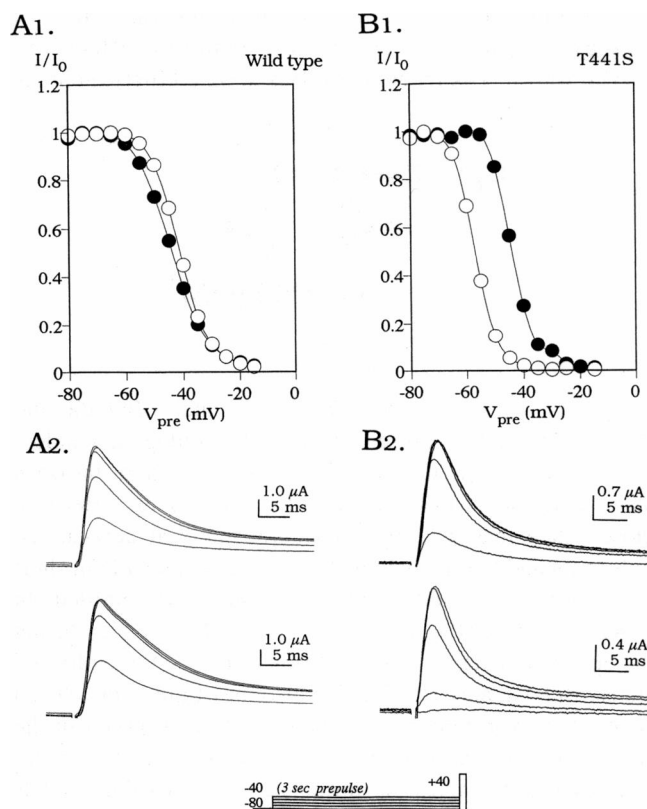 A1.
I/I0
Wild type
1.2
1
0.8
0.6
0.4
0.2
0
-80
-60
-40
-20
0
Vpre (mV)
B1.
I/I0
T441S
1.2
1
0.8
0.6
0.4
0.2
0
-80
-60
-40
-20
0
Vpre (mV)
A2.
1.0 µA
5 ms
1.0 µA
5 ms
B2.
0.7 µA
5 ms
0.4 µA
5 ms
-40 (3 sec prepulse) +40
-80